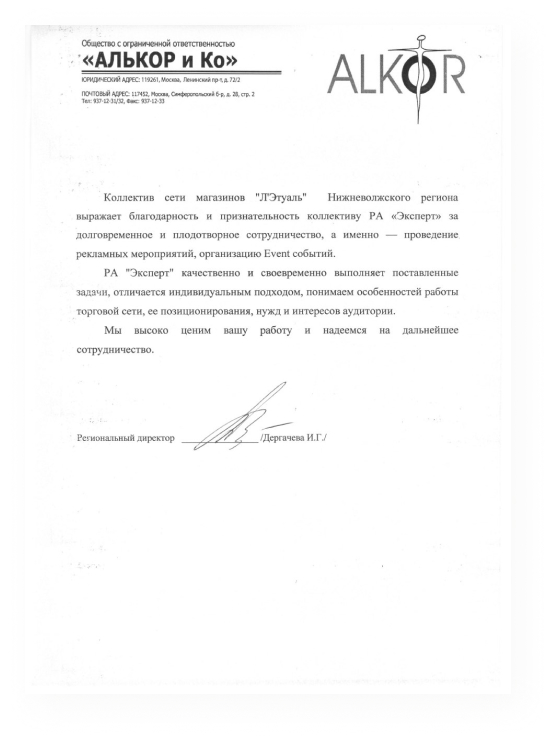 Общество с ограниченной ответственностью
«АЛЬКОР и Ко»
ЮРИДИЧЕСКИЙ АДРЕС: 119261, Москва, Ленинский пр-т, д. 72/2
ПОЧТОВЫЙ АДРЕС: 117452, Москва, Симферопольский б-р, д. 28, стр. 2
Тел: 937-12-31/32, Факс: 937-12-33
ALKOR
Коллектив сети магазинов "Л'Этуаль" Нижневолжского региона
выражает благодарность и признательность коллективу РА «Эксперт» за
долговременное и плодотворное сотрудничество, а именно — проведение
рекламных мероприятий, организацию Event событий.
РА "Эксперт" качественно и своевременно выполняет поставленные
задачи, отличается индивидуальным подходом, понимаем особенностей работы
торговой сети, ее позиционирования, нужд и интересов аудитории.
Мы высоко ценим вашу работу и надеемся на дальнейшее
сотрудничество.
Региональный директор /Дергачева И.Г./